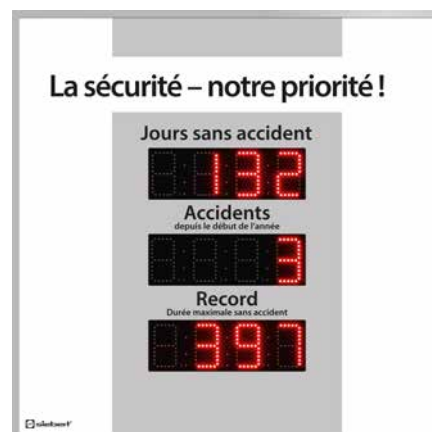 La sécurité – notre priorité !
Jours sans accident
132
Accidents
depuis le début de l'année
3
Record
Durée maximale sans accident
397
siebert